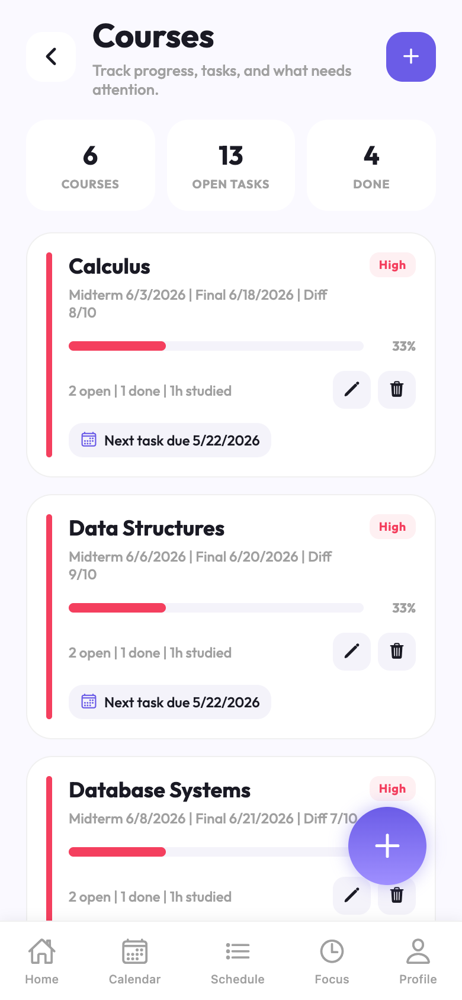 Courses
Track progress, tasks, and what needs
attention.
6
COURSES
13
OPEN TASKS
4
DONE
Calculus
High
Midterm 6/3/2026 | Final 6/18/2026 | Diff
8/10
33%
2 open | 1 done | 1h studied
Next task due 5/22/2026
Data Structures
High
Midterm 6/6/2026 | Final 6/20/2026 | Diff
9/10
33%
2 open | 1 done | 1h studied
Next task due 5/22/2026
Database Systems
High
Midterm 6/8/2026 | Final 6/21/2026 | Diff 7/10
2 open | 1 done | 1h studied
Home
Calendar
Schedule
Focus
Profile